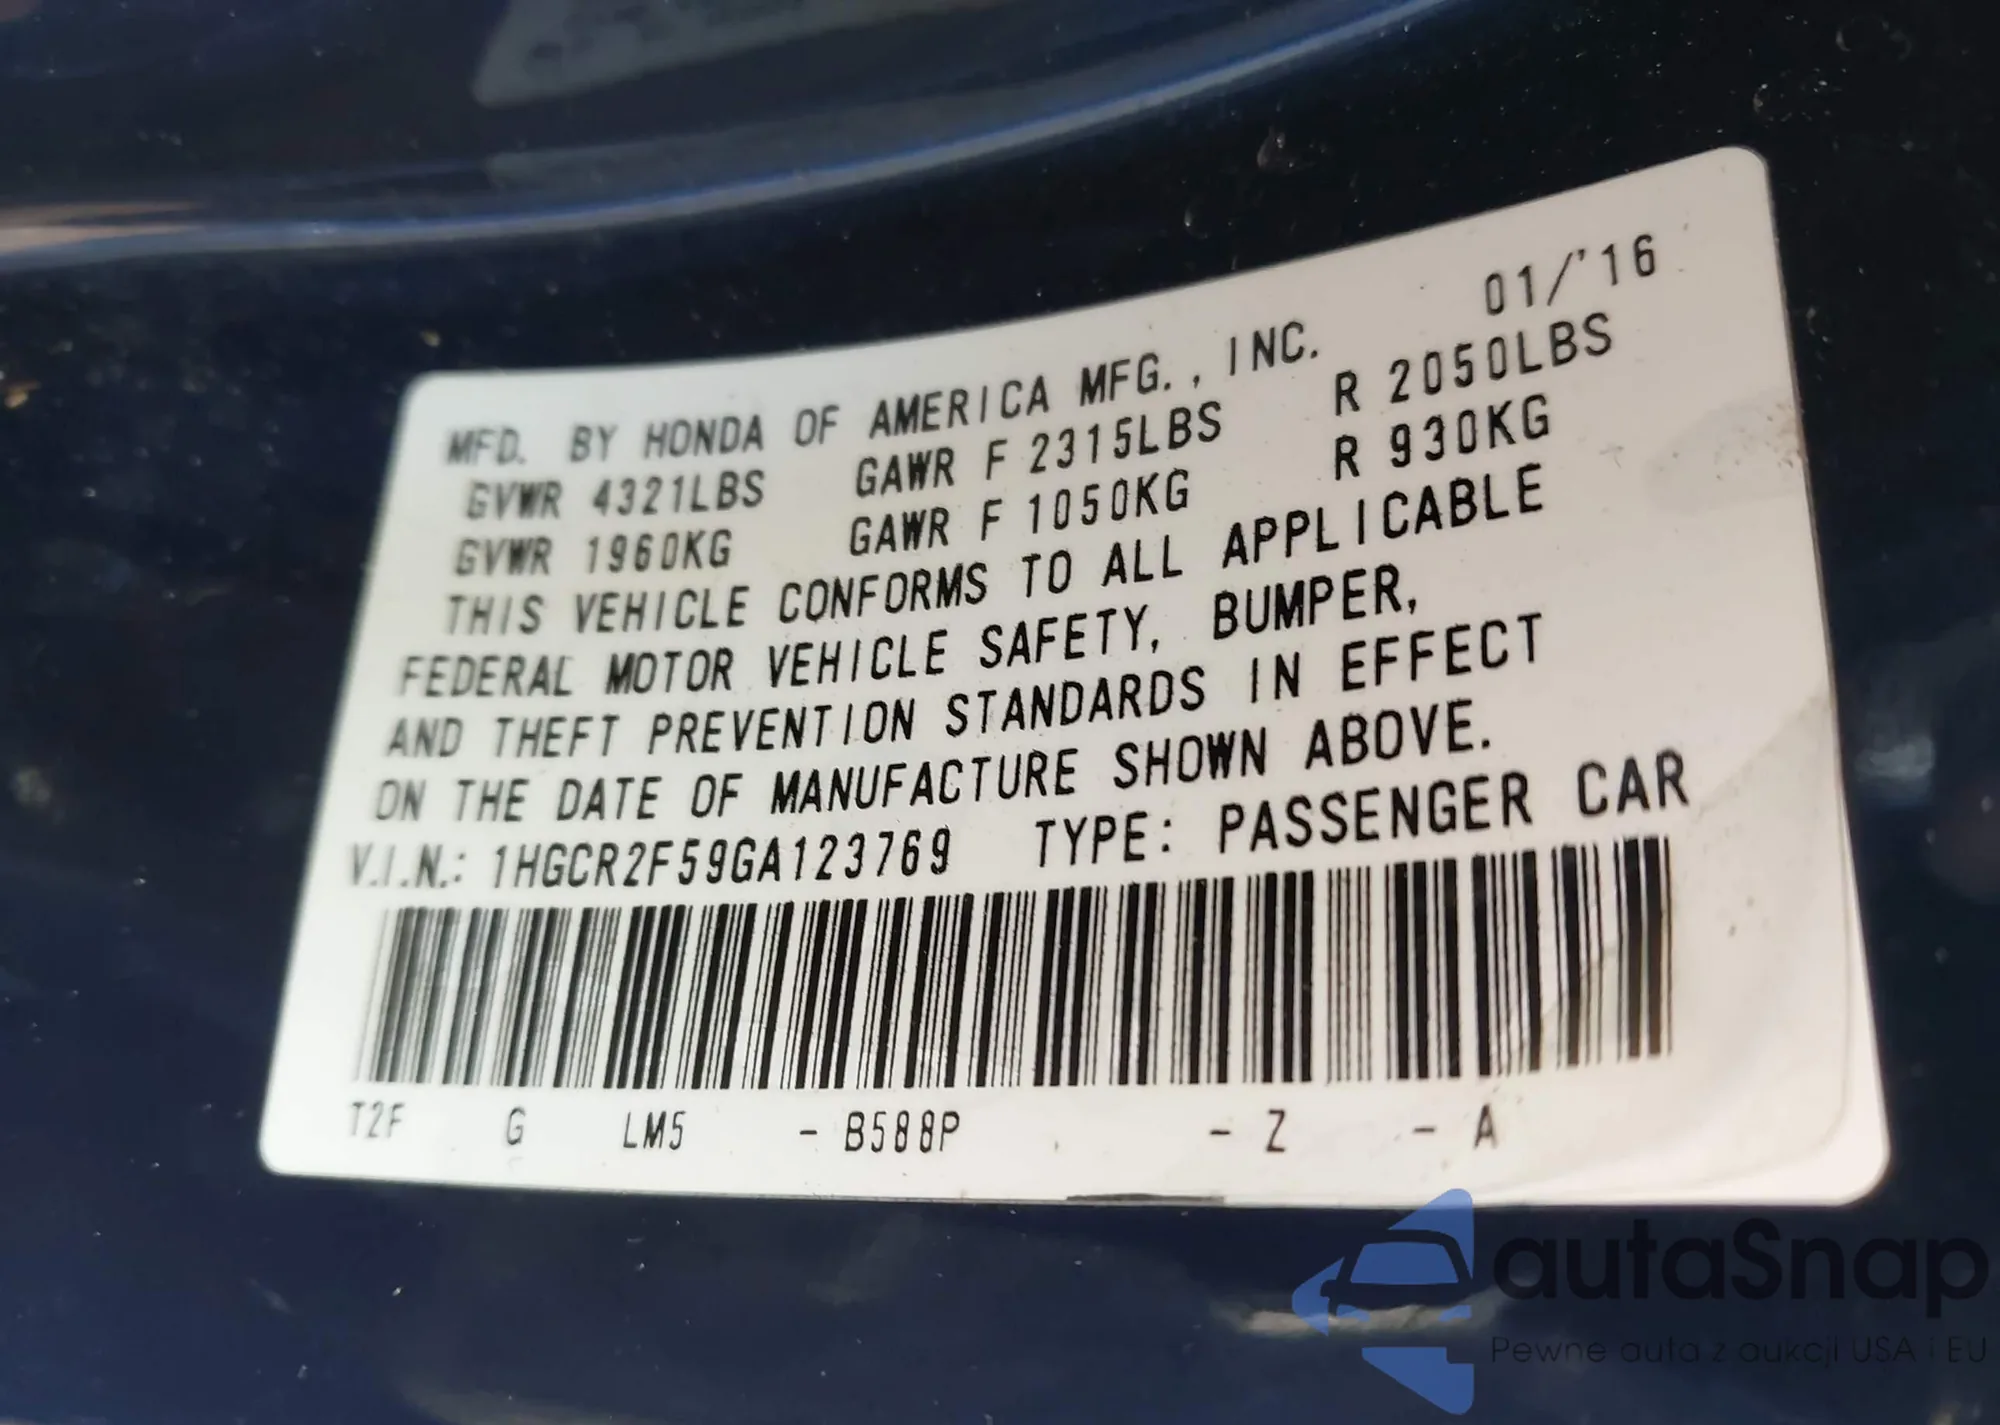 01/'16
MFD. BY HONDA OF AMERICA MFG., INC.
GVWR 4321LBS GAWR F 2315LBS R 2050LBS
GVWR 1960KG GAWR F 1050KG R 930KG
THIS VEHICLE CONFORMS TO ALL APPLICABLE
FEDERAL MOTOR VEHICLE SAFETY, BUMPER,
AND THEFT PREVENTION STANDARDS IN EFFECT
ON THE DATE OF MANUFACTURE SHOWN ABOVE.
V.I.N.: 1HGCR2F59GA123769 TYPE: PASSENGER CAR
T2F G LM5 - B588P - Z - A
autaSnap
Pewne auta z aukcji USA i EU